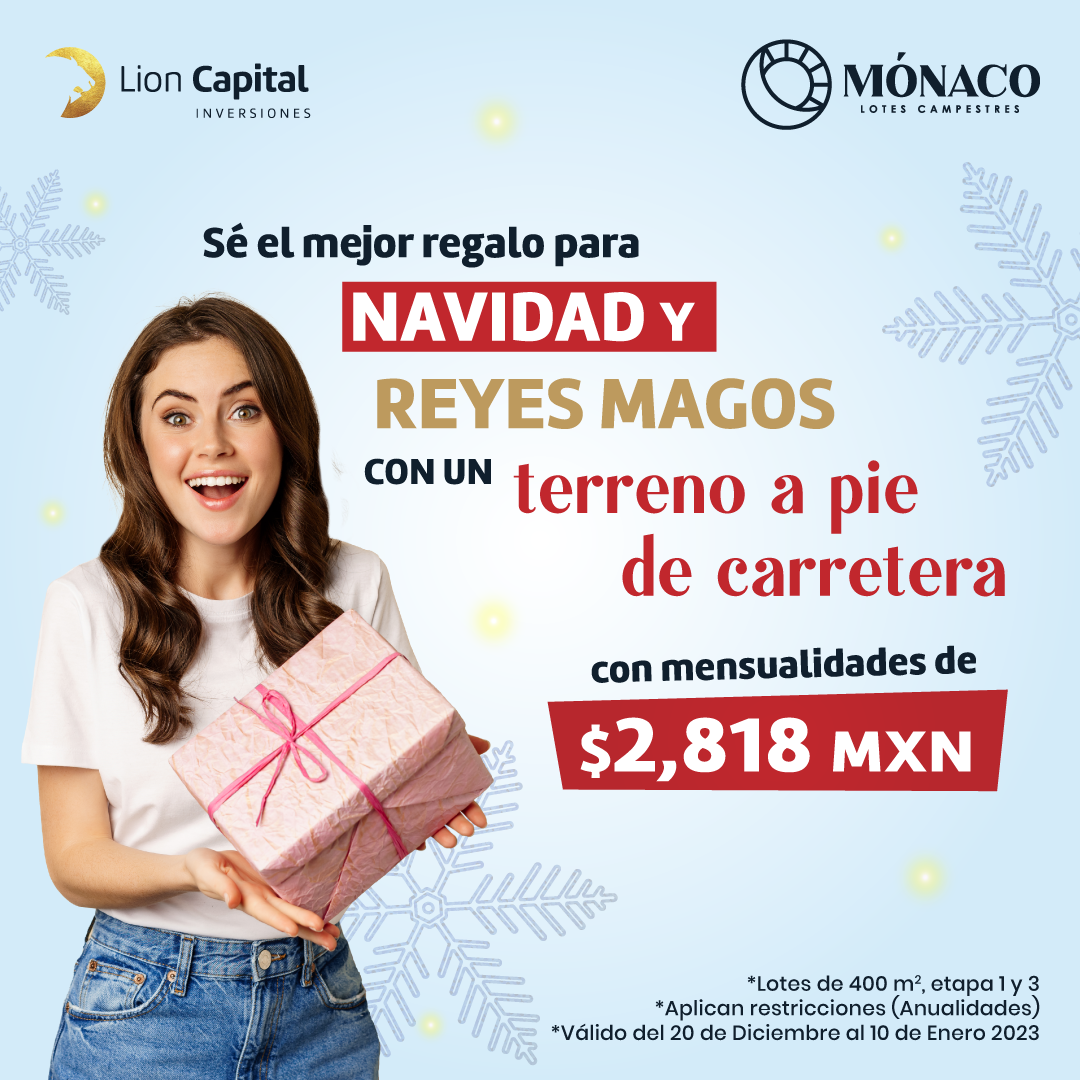 Lion Capital
INVERSIONES
MÓNACO
LOTES CAMPESTRES
Sé el mejor regalo para
NAVIDAD Y
REYES MAGOS
CON UN terreno a pie
de carretera
con mensualidades de
$2,818 MXN
*Lotes de 400 m², etapa 1 y 3
*Aplican restricciones (Anualidades)
*Válido del 20 de Diciembre al 10 de Enero 2023